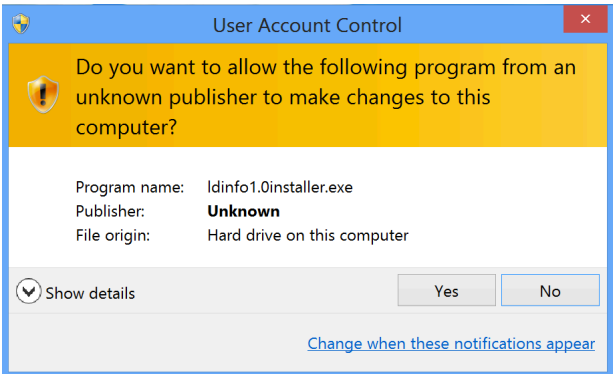 User Account Control
Do you want to allow the following program from an
unknown publisher to make changes to this
computer?
Program name: ldinfo1.0installer.exe
Publisher: Unknown
File origin: Hard drive on this computer
Show details
Yes
No
Change when these notifications appear